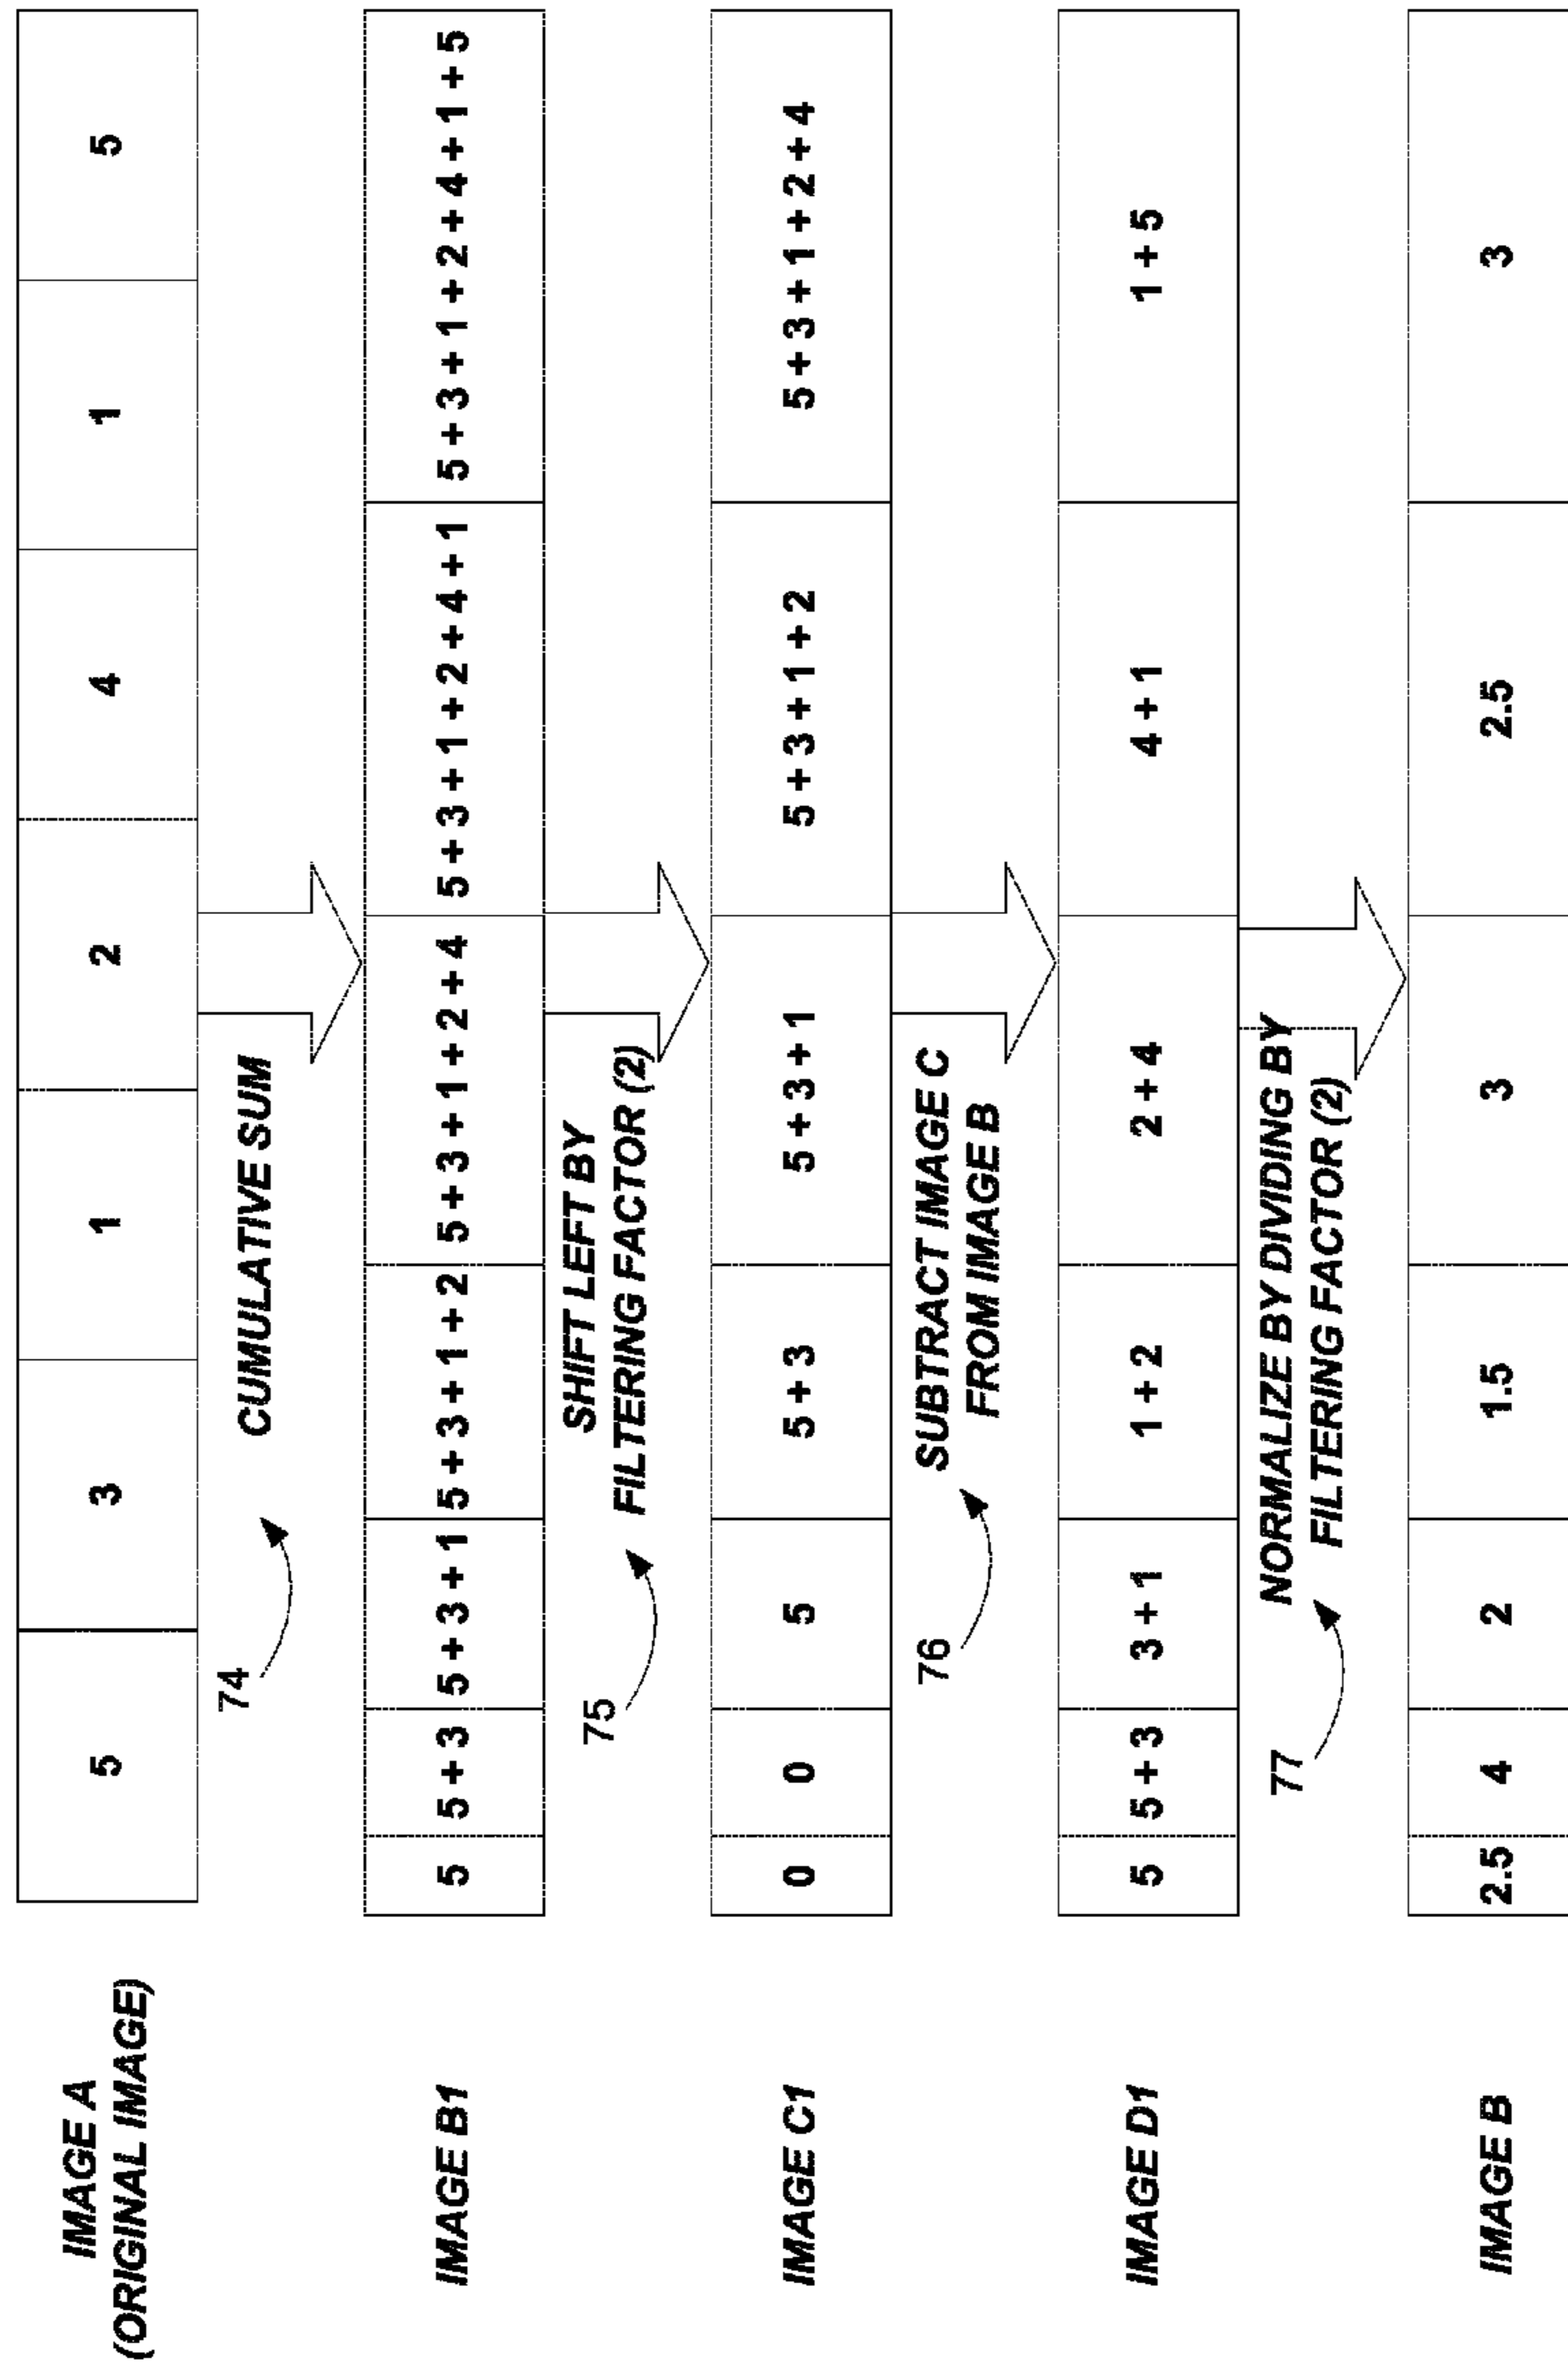 IMAGE A
(ORIGINAL IMAGE)
5 3 1 2 4 1 5
74
CUMULATIVE SUM
IMAGE B1
5 5 + 3 5 + 3 + 1 5 + 3 + 1 + 2 5 + 3 + 1 + 2 + 4 5 + 3 + 1 + 2 + 4 + 1 5 + 3 + 1 + 2 + 4 + 1 + 5
75
SHIFT LEFT BY
FILTERING FACTOR (2)
IMAGE C1
0 0 5 5 + 3 5 + 3 + 1 5 + 3 + 1 + 2 5 + 3 + 1 + 2 + 4
76
SUBTRACT IMAGE C
FROM IMAGE B
IMAGE D1
5 5 + 3 3 + 1 1 + 2 2 + 4 4 + 1 1 + 5
77
NORMALIZE BY DIVIDING BY
FILTERING FACTOR (2)
IMAGE B
2.5 4 2 1.5 3 2.5 3